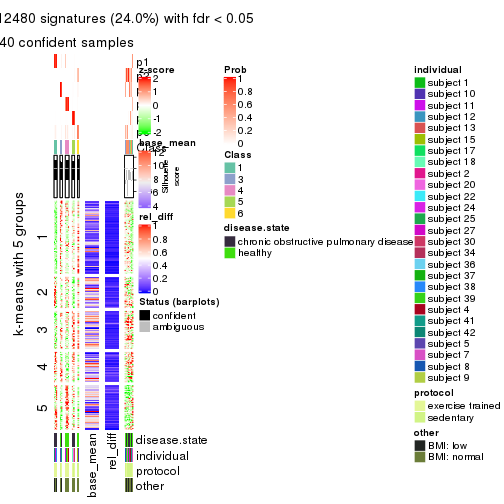 12480 signatures (24.0%) with fdr < 0.05
40 confident samples
p1
z-score
2
1
0
-1
-2
base_mean
12
10
8
6
4
Silhouette
score
rel_diff
1
0.8
0.6
0.4
0.2
0
Status (barplots)
confident
ambiguous
k-means with 5 groups
1
2
3
4
5
base_mean
rel_diff
disease.state
individual
protocol
other
Prob
1
0.8
0.6
0.4
0.2
0
Class
1
3
4
5
6
disease.state
chronic obstructive pulmonary disease
healthy
individual
subject 1
subject 10
subject 11
subject 12
subject 13
subject 15
subject 17
subject 18
subject 2
subject 20
subject 22
subject 24
subject 25
subject 27
subject 30
subject 34
subject 36
subject 37
subject 38
subject 39
subject 4
subject 41
subject 42
subject 5
subject 7
subject 8
subject 9
protocol
exercise trained
sedentary
other
BMI: low
BMI: normal